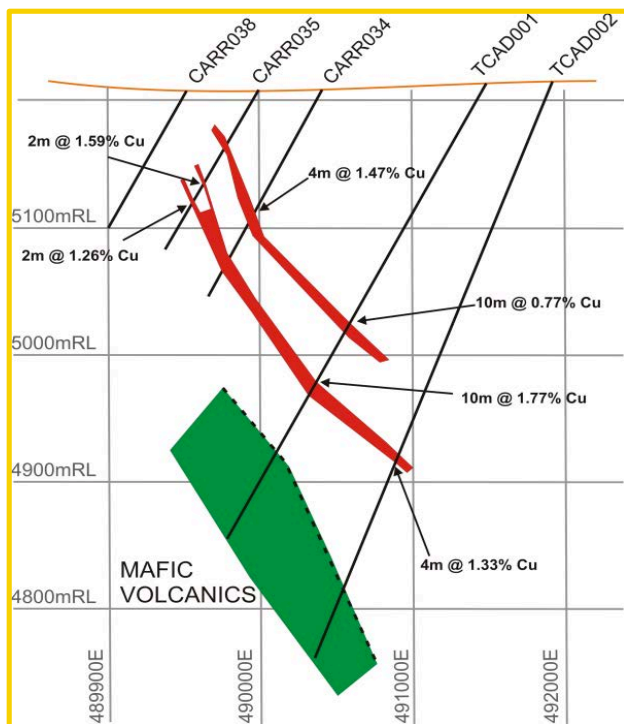 CARR038
CARR035
CARR034
TCAD001
TCAD002
2m @ 1.59% Cu
4m @ 1.47% Cu
5100mRL
2m @ 1.26% Cu
10m @ 0.77% Cu
5000mRL
10m @ 1.77% Cu
4900mRL
4m @ 1.33% Cu
MAFIC
VOLCANICS
4800mRL
489900E
490000E
491000E
492000E